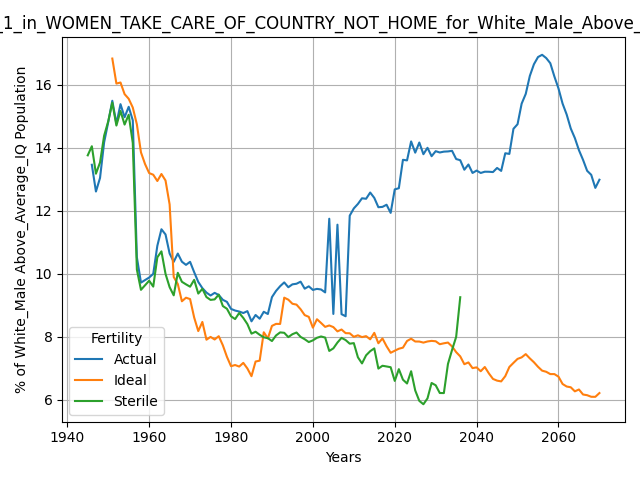 _1_in_WOMEN_TAKE_CARE_OF_COUNTRY_NOT_HOME_for_White_Male_Above_
% of White_Male Above_Average_IQ Population
16
14
12
10
8
6
Fertility
Actual
Ideal
Sterile
1940 1960 1980 2000 2020 2040 2060
Years